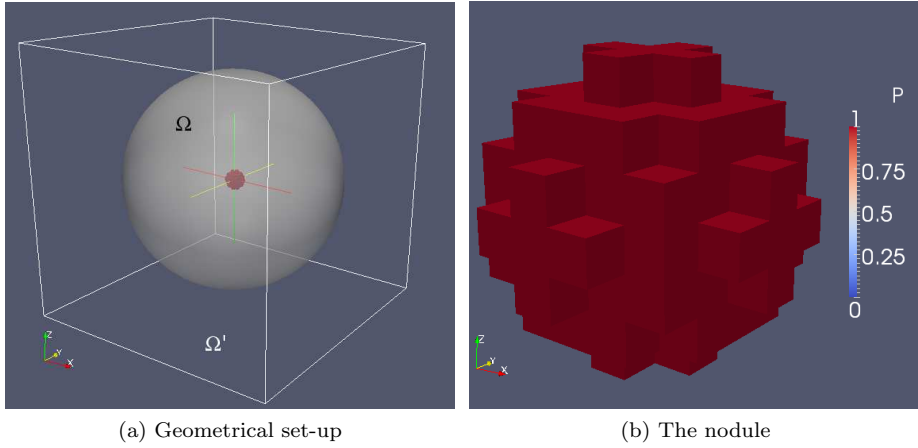 Ω
Ω'
Z
Y
X
P
1
0.75
0.5
0.25
0
Z
Y
X
(a) Geometrical set-up
(b) The nodule